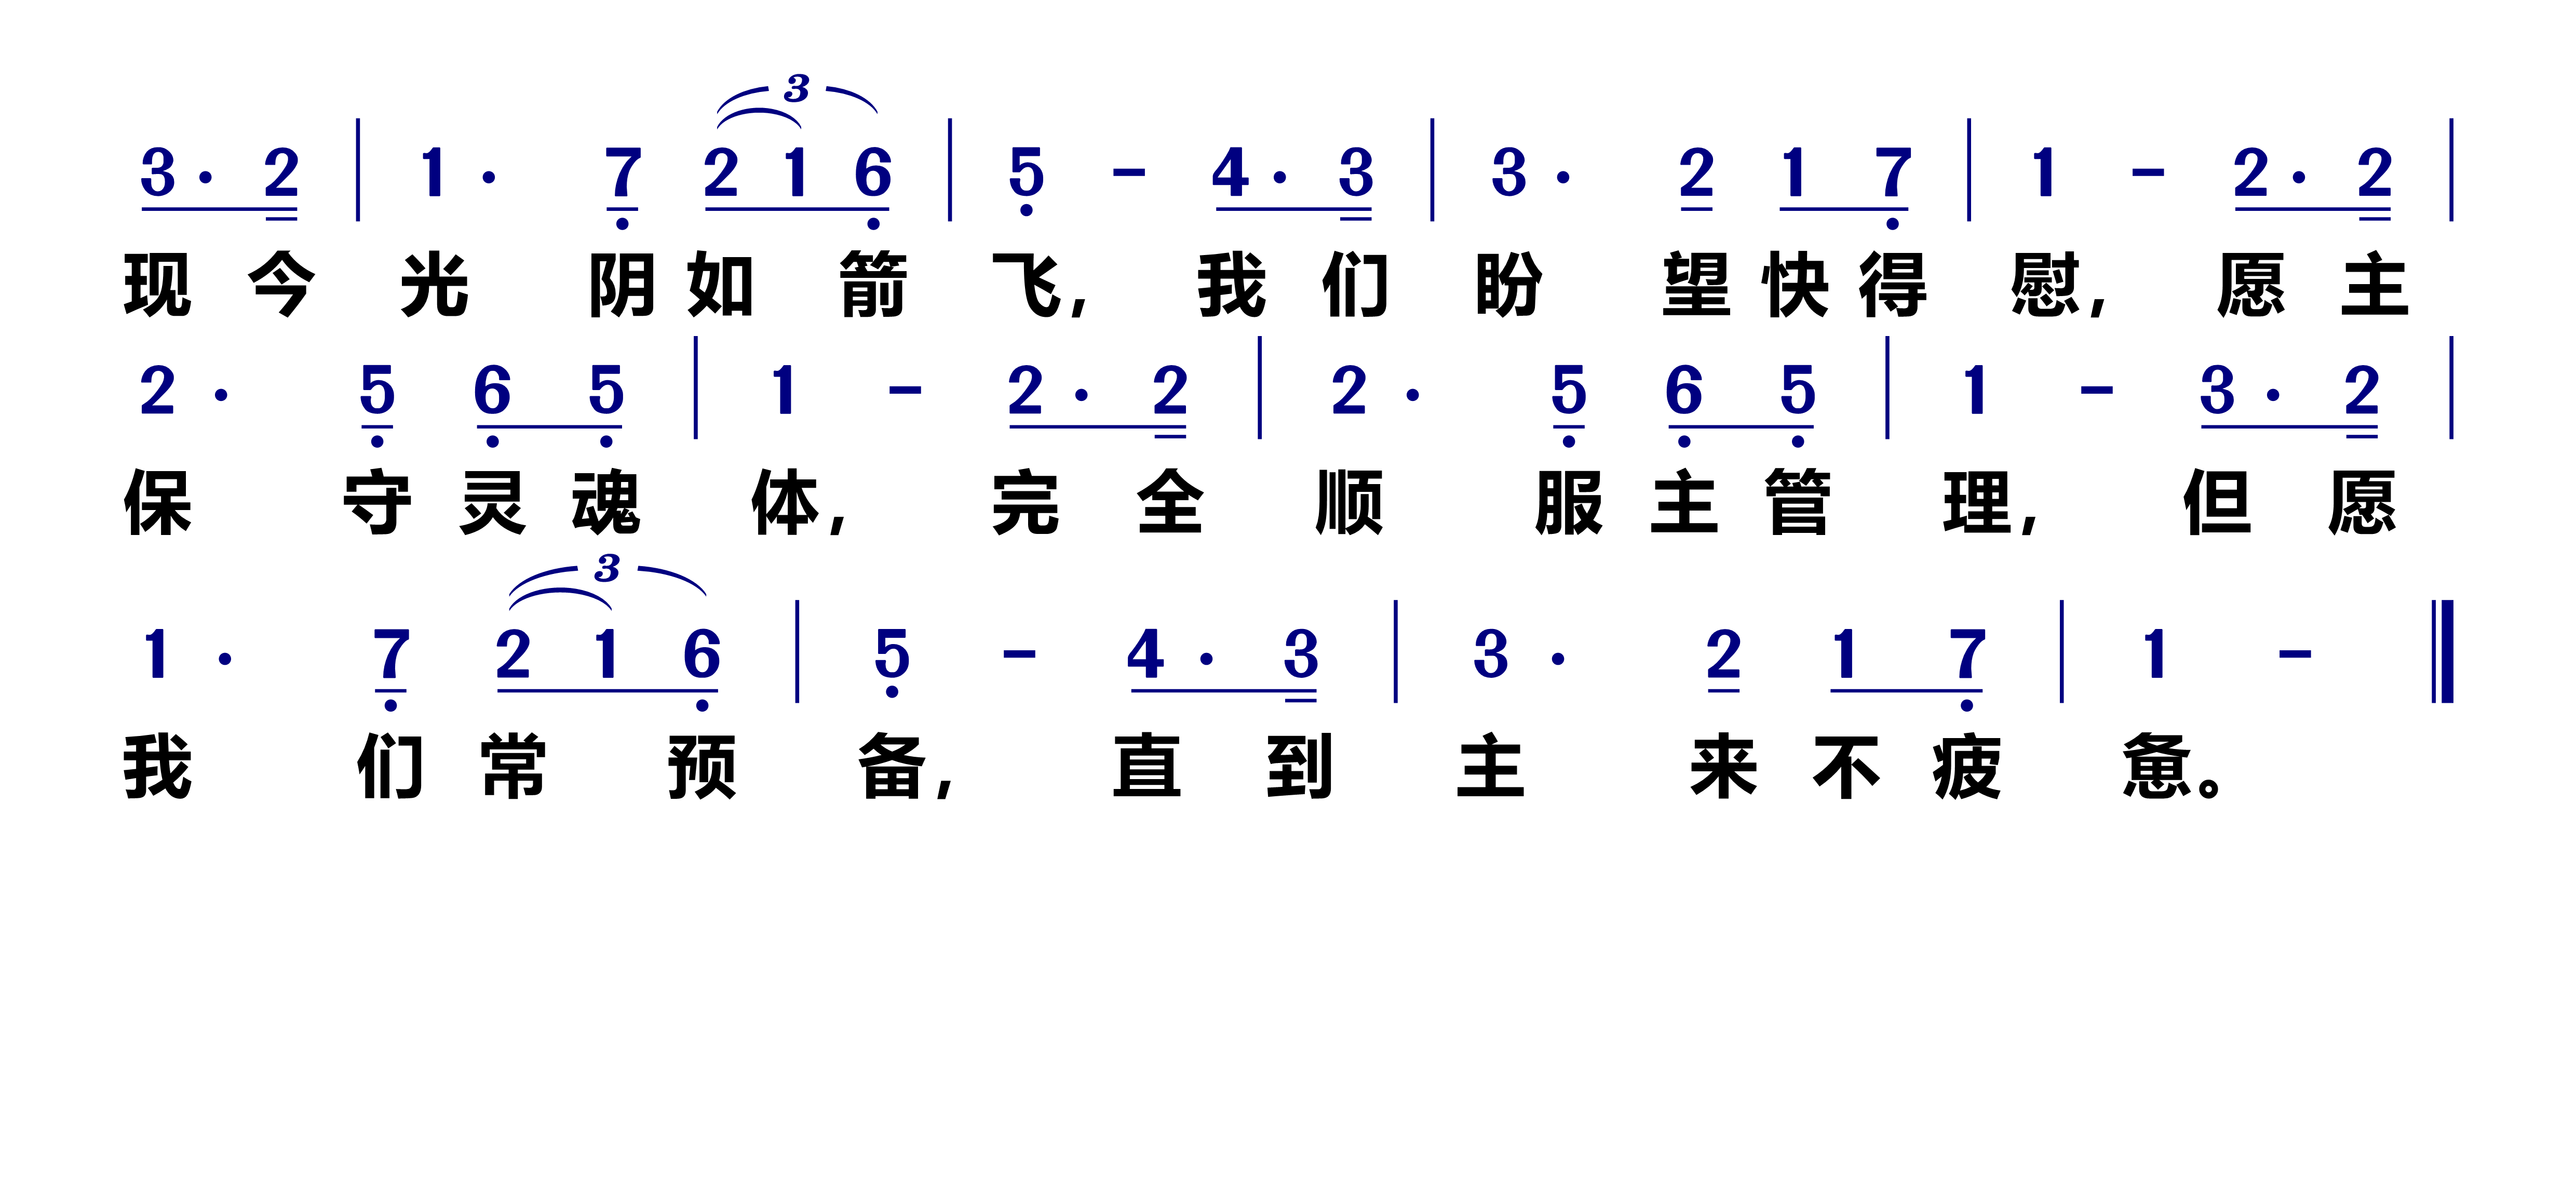 3
3· 2 | 1· 7 2 1 6 | 5 - 4· 3 | 3· 2 1 7 | 1 - 2· 2 |
现今光阴如箭飞,我们盼望快得慰,愿主
2· 5 6 5 | 1 - 2· 2 | 2· 5 6 5 | 1 - 3· 2 |
保守灵魂体,完全顺服主管理,但愿
3
1· 7 2 1 6 | 5 - 4· 3 | 3· 2 1 7 | 1 - ‖
我们常预备,直到主来不疲惫。